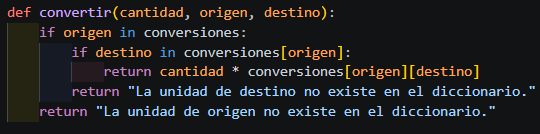 def convertir(cantidad, origen, destino):
    if origen in conversiones:
        if destino in conversiones[origen]:
            return cantidad * conversiones[origen][destino]
        return "La unidad de destino no existe en el diccionario."
    return "La unidad de origen no existe en el diccionario."